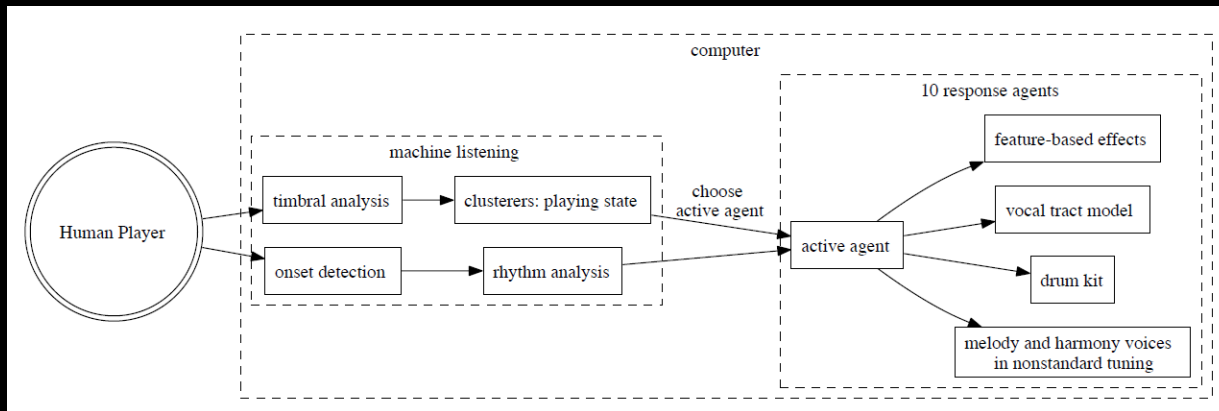 computer
10 response agents
feature-based effects
machine listening
timbral analysis
clusterers: playing state
choose
active agent
vocal tract model
Human Player
active agent
onset detection
rhythm analysis
drum kit
melody and harmony voices
in nonstandard tuning